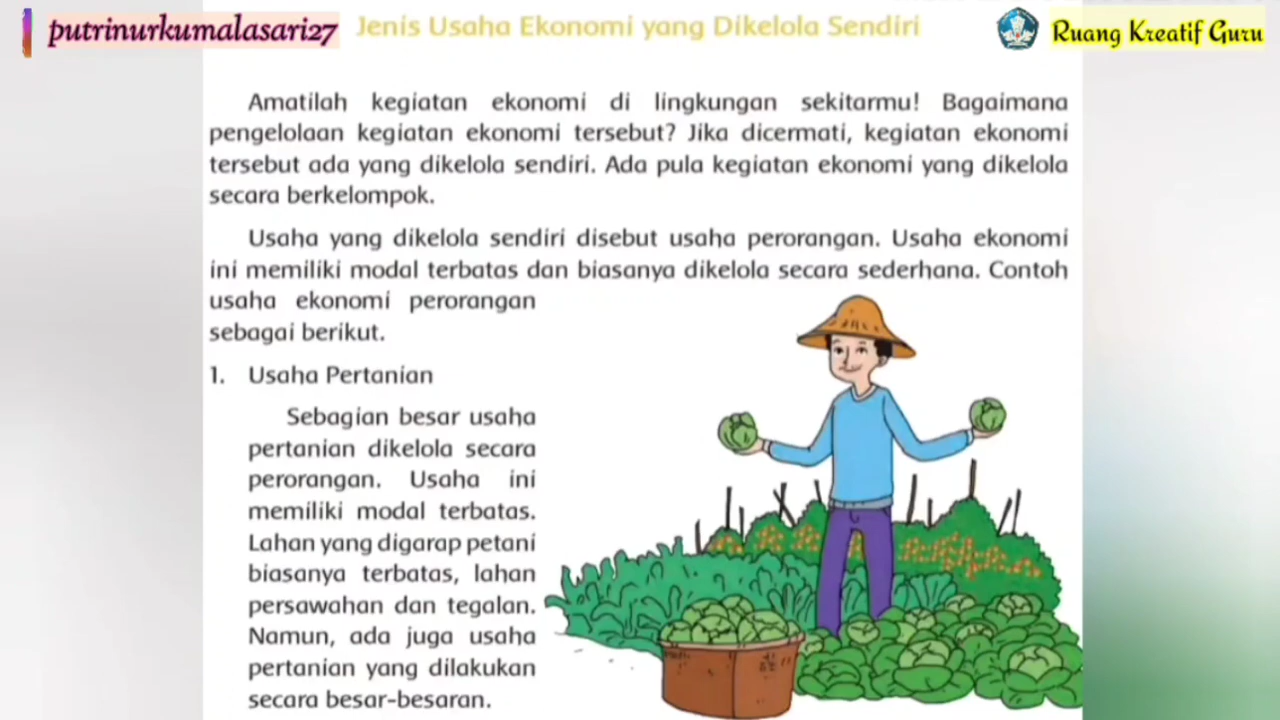 putrinurkumalasari27
Jenis Usaha Ekonomi yang Dikelola Sendiri
Ruang Kreatif Guru
Amatilah kegiatan ekonomi di lingkungan sekitarmu! Bagaimana
pengelolaan kegiatan ekonomi tersebut? Jika dicermati, kegiatan ekonomi
tersebut ada yang dikelola sendiri. Ada pula kegiatan ekonomi yang dikelola
secara berkelompok.
Usaha yang dikelola sendiri disebut usaha perorangan. Usaha ekonomi
ini memiliki modal terbatas dan biasanya dikelola secara sederhana. Contoh
usaha ekonomi perorangan
sebagai berikut.
1. Usaha Pertanian
Sebagian besar usaha
pertanian dikelola secara
perorangan. Usaha ini
memiliki modal terbatas.
Lahan yang digarap petani
biasanya terbatas, lahan
persawahan dan tegalan.
Namun, ada juga usaha
pertanian yang dilakukan
secara besar-besaran.